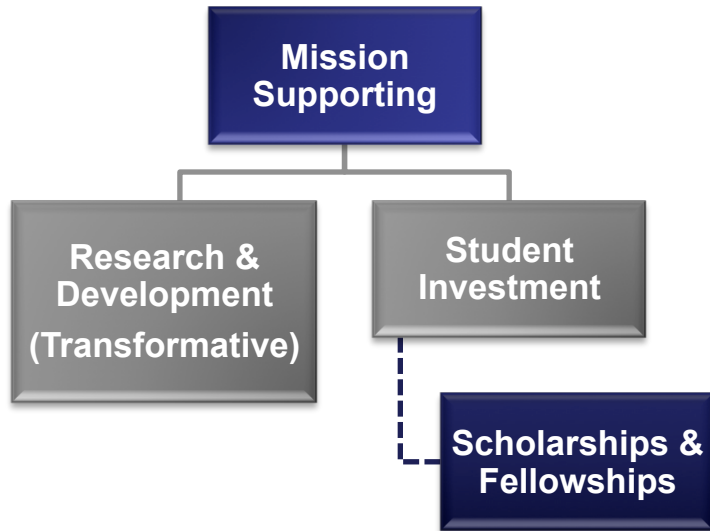 Mission
Supporting
Research &
Development
(Transformative)
Student
Investment
Scholarships &
Fellowships